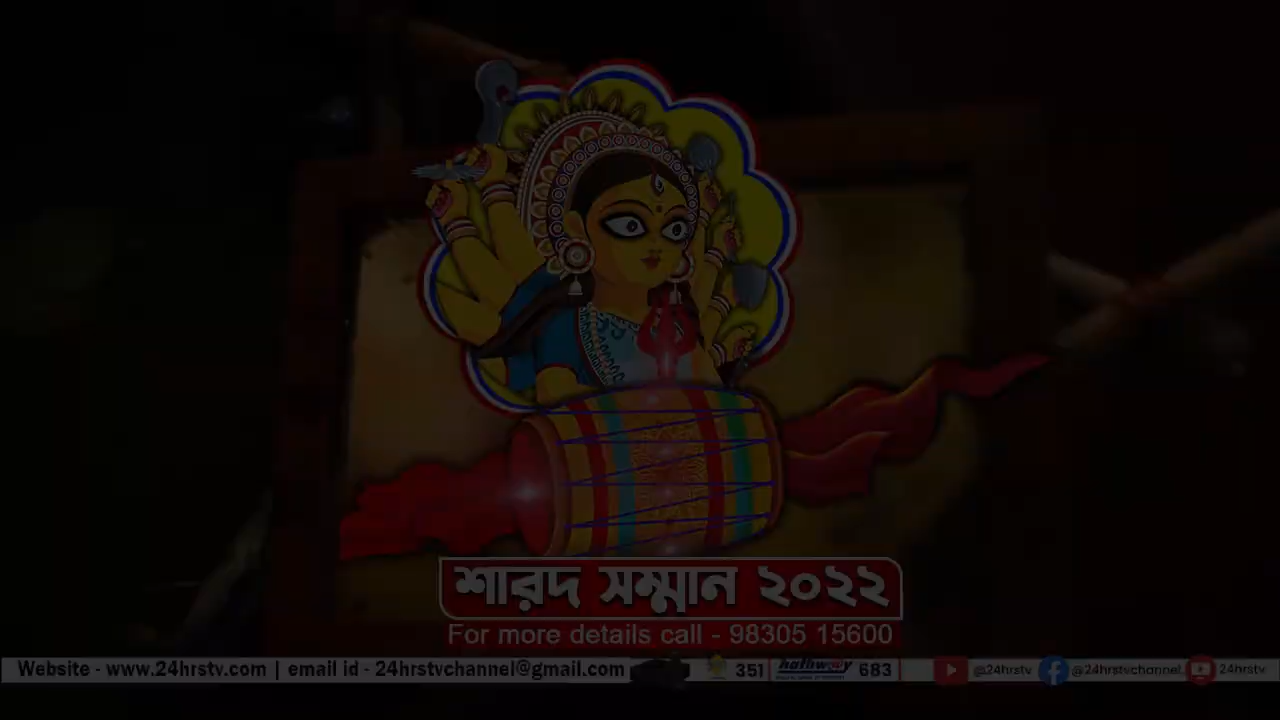 শারদ সম্মান ২০২২
For more details call - 98305 15600
Website - www.24hrstv.com | email id - 24hrstvchannel@gmail.com 351 hathway 683 @24hrstv @24hrstvchannel 24hrstv